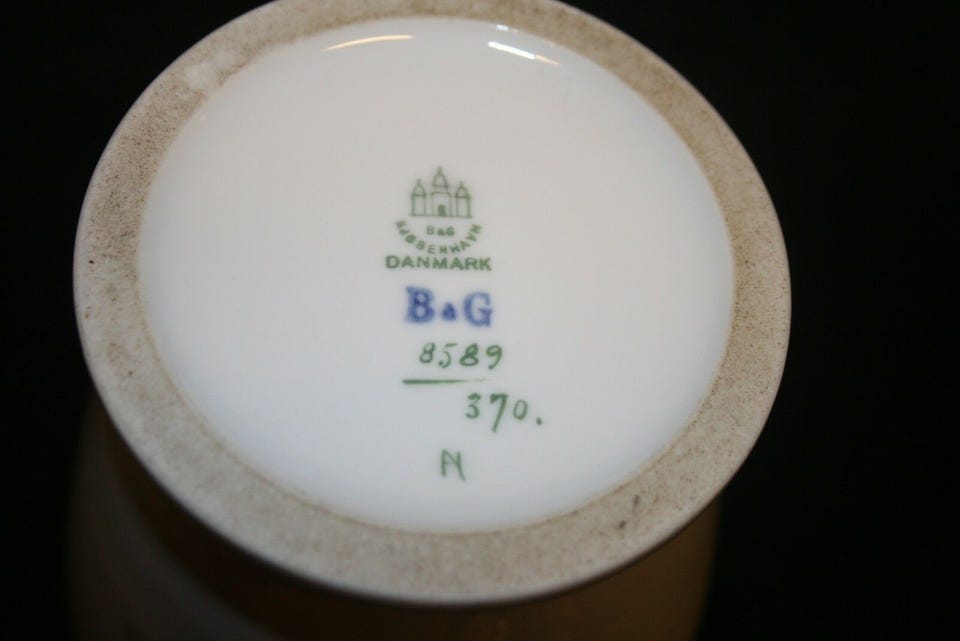 B&G
KJØBENHAVN
DANMARK
B&G
8589
370.
N